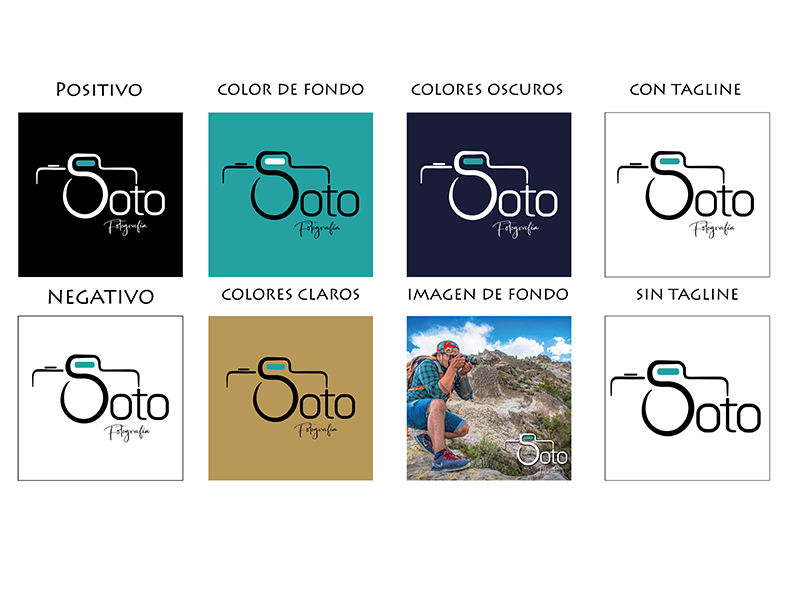 POSITIVO
COLOR DE FONDO
COLORES OSCUROS
CON TAGLINE
Soto
Fotografía
Soto
Fotografía
Soto
Fotografía
Soto
Fotografía
NEGATIVO
COLORES CLAROS
IMAGEN DE FONDO
SIN TAGLINE
Soto
Fotografía
Soto
Fotografía
Soto
Fotografía
Soto